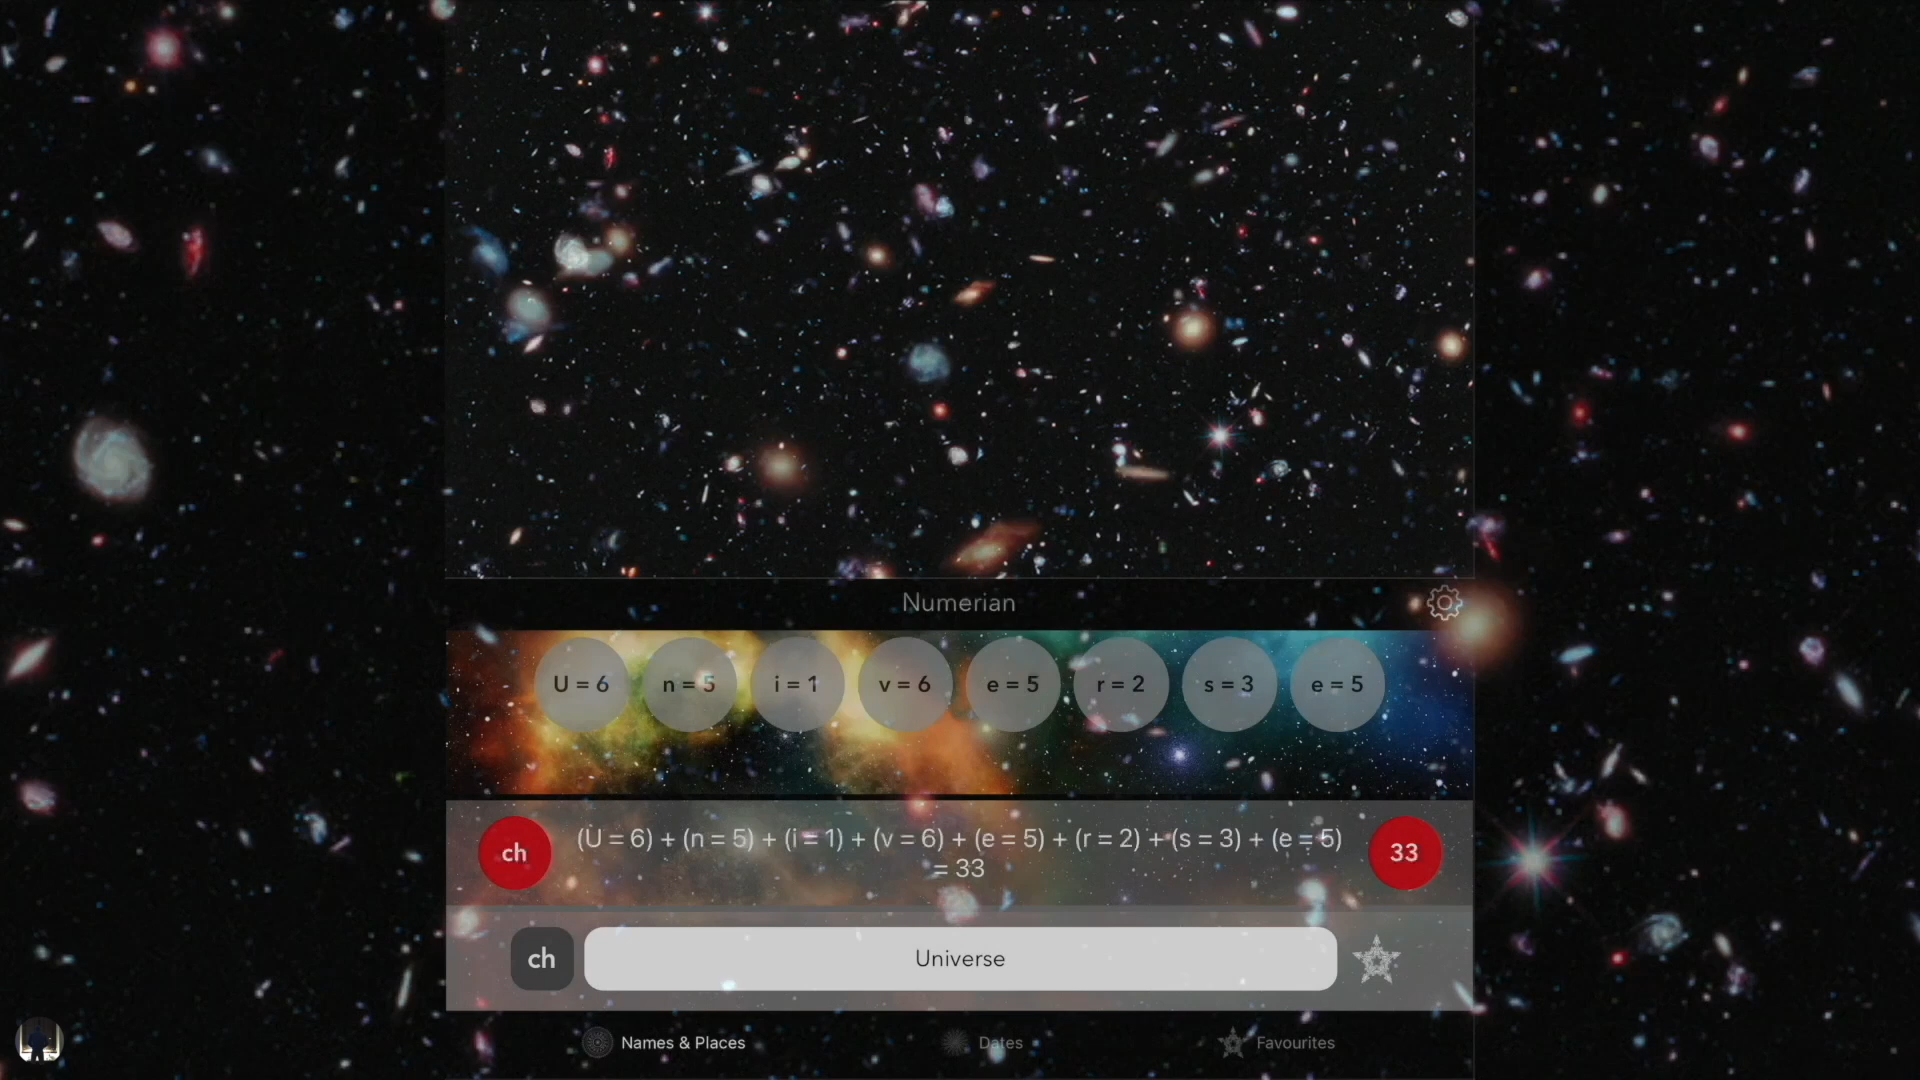 Numerian
U = 6 n = 5 i = 1 v = 6 e = 5 r = 2 s = 3 e = 5
ch (U = 6) + (n = 5) + (i = 1) + (v = 6) + (e = 5) + (r = 2) + (s = 3) + (e = 5) 33
= 33
ch Universe
Names & Places Dates Favourites